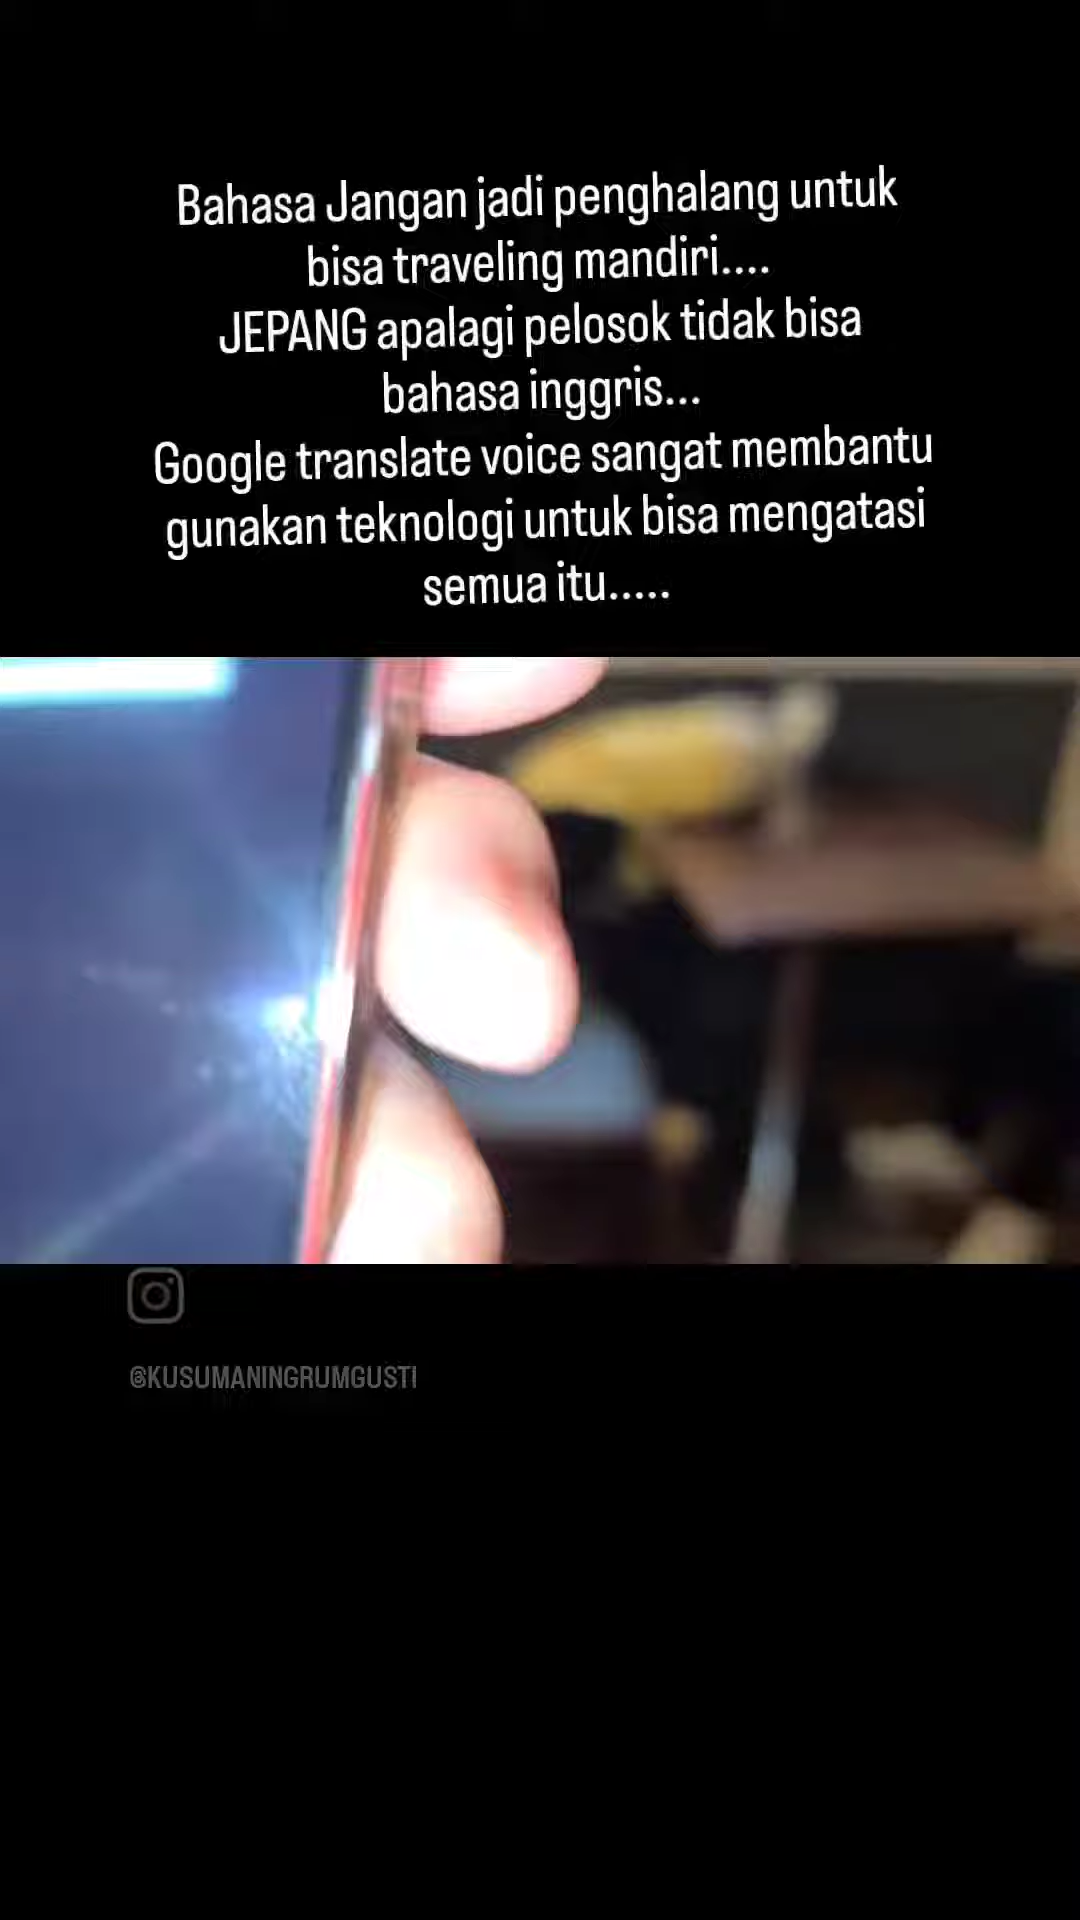 Bahasa Jangan jadi penghalang untuk
bisa traveling mandiri....
JEPANG apalagi pelosok tidak bisa
bahasa inggris...
Google translate voice sangat membantu
gunakan teknologi untuk bisa mengatasi
semua itu.....
@KUSUMANINGRUMGUSTI